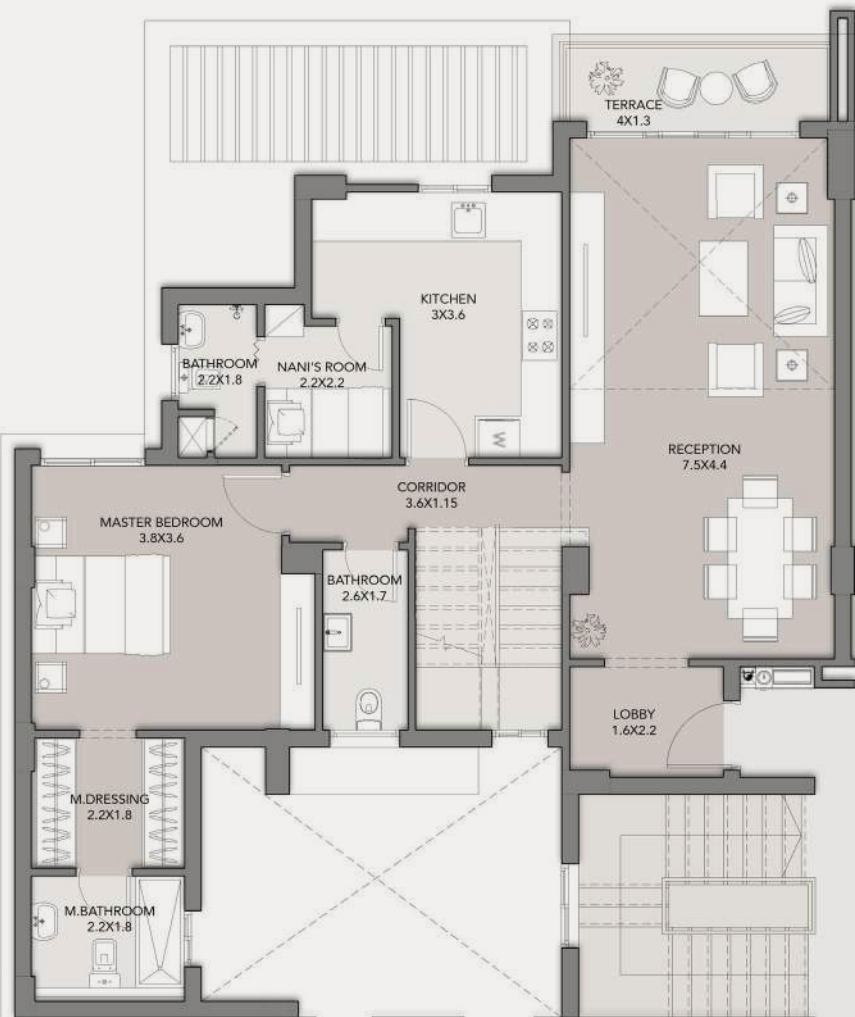 TERRACE
4X1.3
KITCHEN
3X3.6
BATHROOM
2.2X1.8
NANI'S ROOM
2.2X2.2
W
RECEPTION
7.5X4.4
CORRIDOR
3.6X1.15
MASTER BEDROOM
3.8X3.6
BATHROOM
2.6X1.7
LOBBY
1.6X2.2
M.DRESSING
2.2X1.8
M.BATHROOM
2.2X1.8